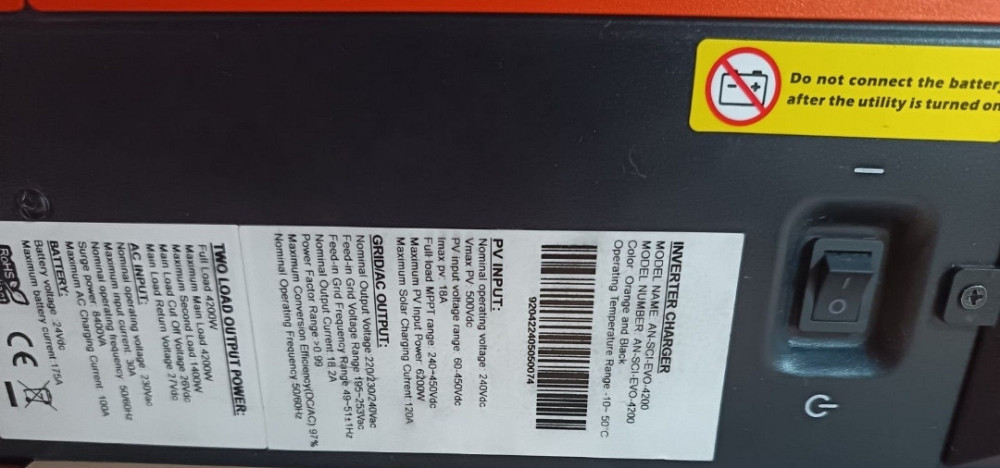 Do not connect the battery
after the utility is turned on
INVERTER CHARGER
MODEL NAME: AN-SCI-EVO-4200
MODEL NUMBER: AN-SCI-EVO-4200
Color Orange and Black
Operating Temperature Range -10~ 50°C
920422405050074
PV INPUT:
Nominal operating voltage: 240Vdc
Vmax PV 500Vdc
PV input voltage range 60-450Vdc
Imax pv: 18A
Full load MPPT range: 240-450Vdc
Maximum PV Input Power 6200W
Maximum Solar Charging Current 120A
GRID/AC OUTPUT:
Nominal Output Voltage 220/230/240Vac
Feed-in Grid Voltage Range 195~253Vac
Feed-in Grid Frequency Range 49~51±1Hz
Nominal Output Current 18.2A
Power Factor Range >0.99
Maximum Conversion Efficiency(DC/AC) 97%
Nominal Operating Frequency 50/60Hz
TWO LOAD OUTPUT POWER:
Full Load 4200W
Maximum Main Load 4200W
Maximum Second Load 1400W
Main Load Cut Off Voltage 26Vdc
Main Load Return Voltage 27Vdc
AC INPUT:
Nominal operating voltage :230Vac
Maximum input current 30A
Nominal operating frequency 50/60Hz
Surge power 8400VA
Maximum AC Charging Current 100A
BATTERY:
Battery voltage :24Vdc
Maximum battery current 175A
RoHS
CE